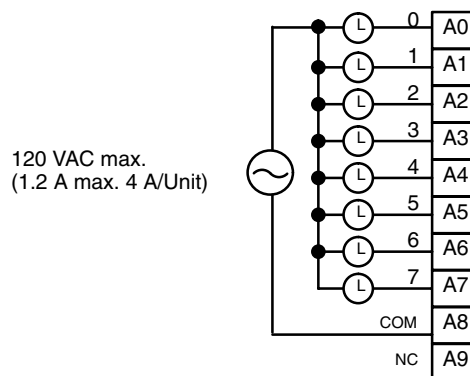 L 0 A0
L 1 A1
L 2 A2
L 3 A3
120 VAC max.
(1.2 A max. 4 A/Unit)
L 4 A4
L 5 A5
L 6 A6
L 7 A7
COM A8
NC A9